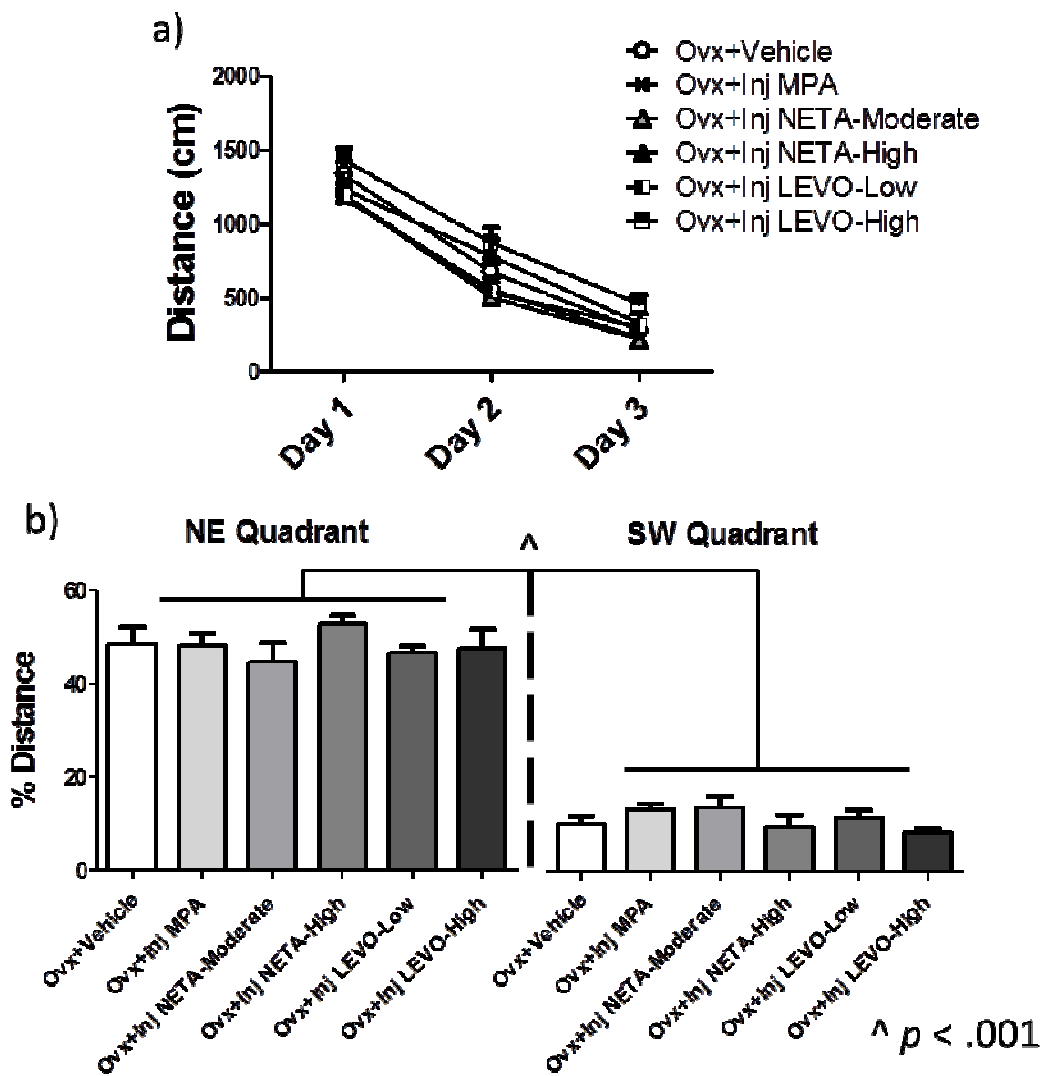 a)
Ovx+Vehicle
Ovx+Inj MPA
Ovx+Inj NETA-Moderate
Ovx+Inj NETA-High
Ovx+Inj LEVO-Low
Ovx+Inj LEVO-High
Distance (cm)
2000
1500
1000
500
0
Day 1
Day 2
Day 3
b)
NE Quadrant
^
SW Quadrant
% Distance
60
40
20
0
Ovx+Vehicle
Ovx+Inj MPA
Ovx+Inj NETA-Moderate
Ovx+Inj NETA-High
Ovx+Inj LEVO-Low
Ovx+Inj LEVO-High
Ovx+Vehicle
Ovx+Inj MPA
Ovx+Inj NETA-Moderate
Ovx+Inj NETA-High
Ovx+Inj LEVO-Low
Ovx+Inj LEVO-High
^ p < .001